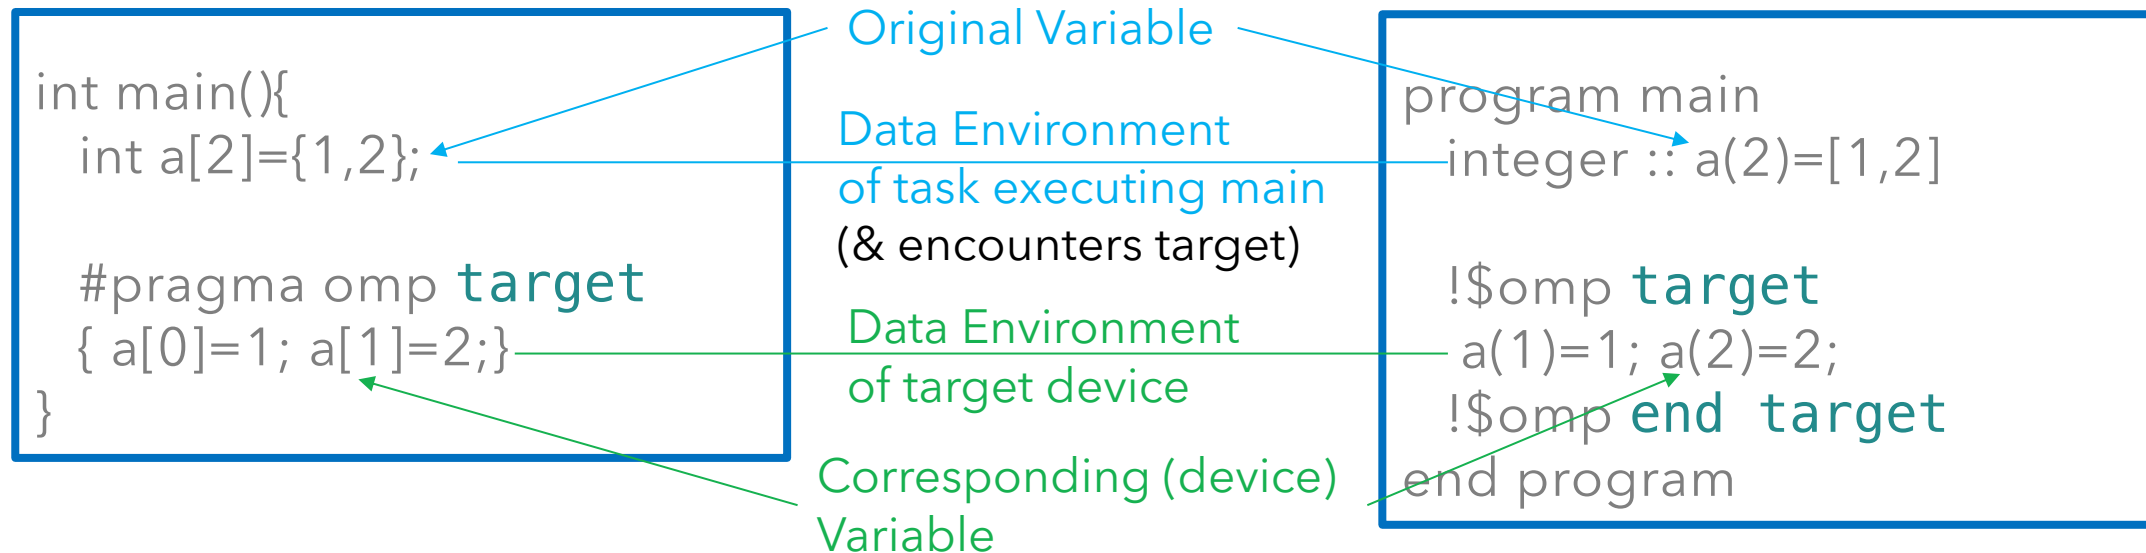 int main(){
int a[2]={1,2};
#pragma omp target
{ a[0]=1; a[1]=2;}
}
Original Variable
Data Environment
of task executing main
(& encounters target)
Data Environment
of target device
Corresponding (device)
Variable
program main
integer :: a(2)=[1,2]
!$omp target
a(1)=1; a(2)=2;
!$omp end target
end program